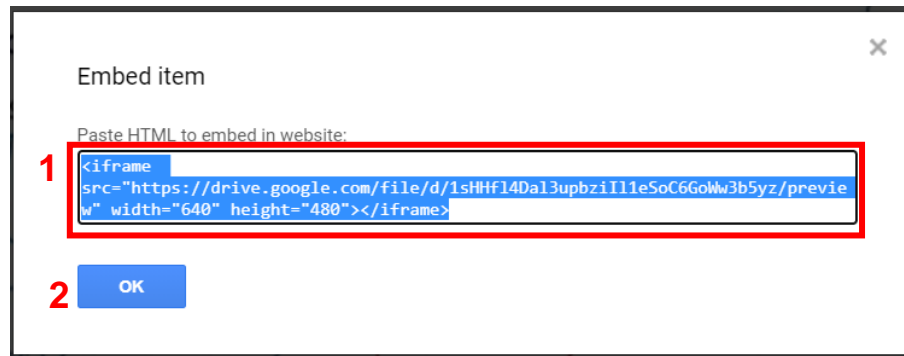 ×
Embed item
Paste HTML to embed in website:
1
<iframe
src="https://drive.google.com/file/d/1sHHfl4Dal3upbziIl1eSoC6GoWw3b5yz/previe
w" width="640" height="480"></iframe>
2
OK